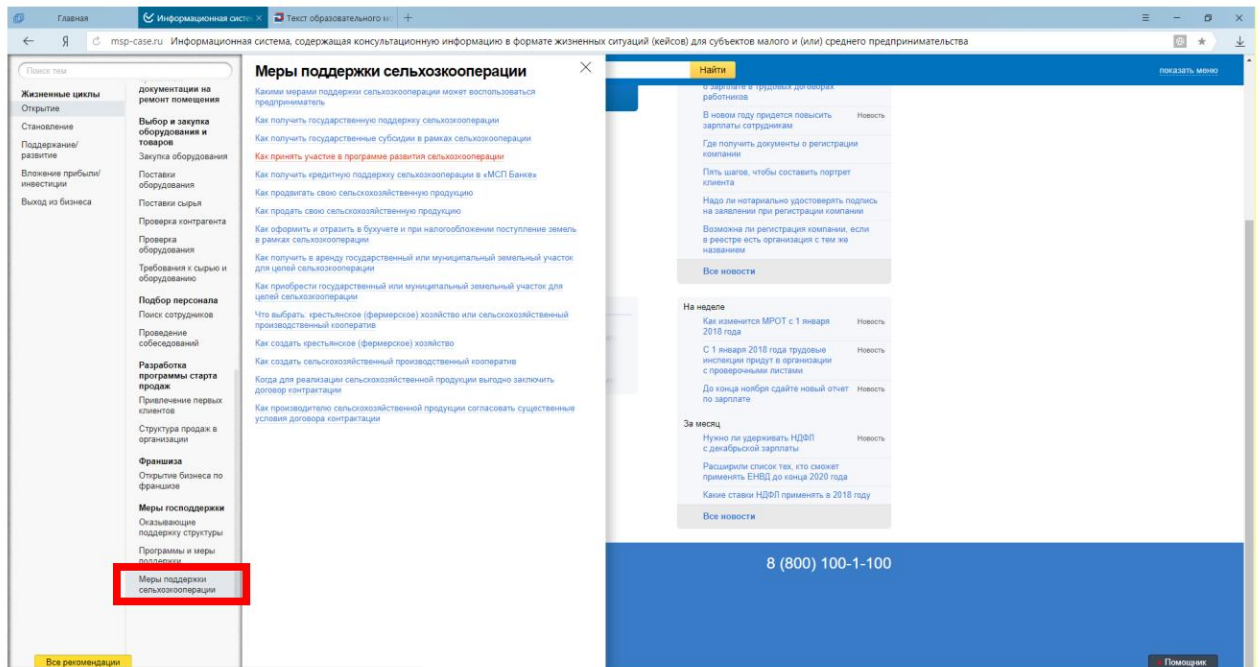 Главная
Информационная систе
Текст образовательного мо
msp-case.ru Информационная система, содержащая консультационную информацию в формате жизненных ситуаций (кейсов) для субъектов малого и (или) среднего предпринимательства
Поиск тем
Жизненные циклы
Открытие
Становление
Поддержание/
развитие
Вложение прибыли/
инвестиции
Выход из бизнеса
Все рекомендации
документации на
ремонт помещения
Выбор и закупка
оборудования и
товаров
Закупка оборудования
Поставки
оборудования
Поставки сырья
Проверка контрагента
Проверка
оборудования
Требования к сырью и
оборудованию
Подбор персонала
Поиск сотрудников
Проведение
собеседований
Разработка
программы старта
продаж
Привлечение первых
клиентов
Структура продаж в
организации
Франшиза
Открытие бизнеса по
франшизе
Меры господдержки
Оказывающие
поддержку структуры
Программы и меры
поддержки
Меры поддержки
сельхозкооперации
Меры поддержки сельхозкооперации
Какими мерами поддержки сельхозкооперации может воспользоваться
предприниматель
Как получить государственную поддержку сельхозкооперации
Как получить государственные субсидии в рамках сельхозкооперации
Как принять участие в программе развития сельхозкооперации
Как получить кредитную поддержку сельхозкооперации в «МСП Банке»
Как продвигать свою сельскохозяйственную продукцию
Как продать свою сельскохозяйственную продукцию
Как оформить и отразить в бухучете и при налогообложении поступление земель
в рамках сельхозкооперации
Как получить в аренду государственный или муниципальный земельный участок
для целей сельхозкооперации
Как приобрести государственный или муниципальный земельный участок для
целей сельхозкооперации
Что выбрать: крестьянское (фермерское) хозяйство или сельскохозяйственный
производственный кооператив
Как создать крестьянское (фермерское) хозяйство
Как создать сельскохозяйственный производственный кооператив
Когда для реализации сельскохозяйственной продукции выгодно заключить
договор контрактации
Как производителю сельскохозяйственной продукции согласовать существенные
условия договора контрактации
Найти
показать меню
о зарплате в трудовых договорах
работников
В новом году придется повысить
зарплаты сотрудникам
Новость
Где получить документы о регистрации
компании
Пять шагов, чтобы составить портрет
клиента
Надо ли нотариально удостоверять подпись
на заявлении при регистрации компании
Возможна ли регистрация компании, если
в реестре есть организация с тем же
названием
Все новости
На неделе
Как изменится МРОТ с 1 января
2018 года
Новость
С 1 января 2018 года трудовые
инспекции придут в организации
с проверочными листами
Новость
До конца ноября сдайте новый отчет
по зарплате
Новость
За месяц
Нужно ли удерживать НДФЛ
с декабрьской зарплаты
Новость
Расширили список тех, кто сможет
применять ЕНВД до конца 2020 года
Какие ставки НДФЛ применять в 2018 году
Все новости
8 (800) 100-1-100
Помощник